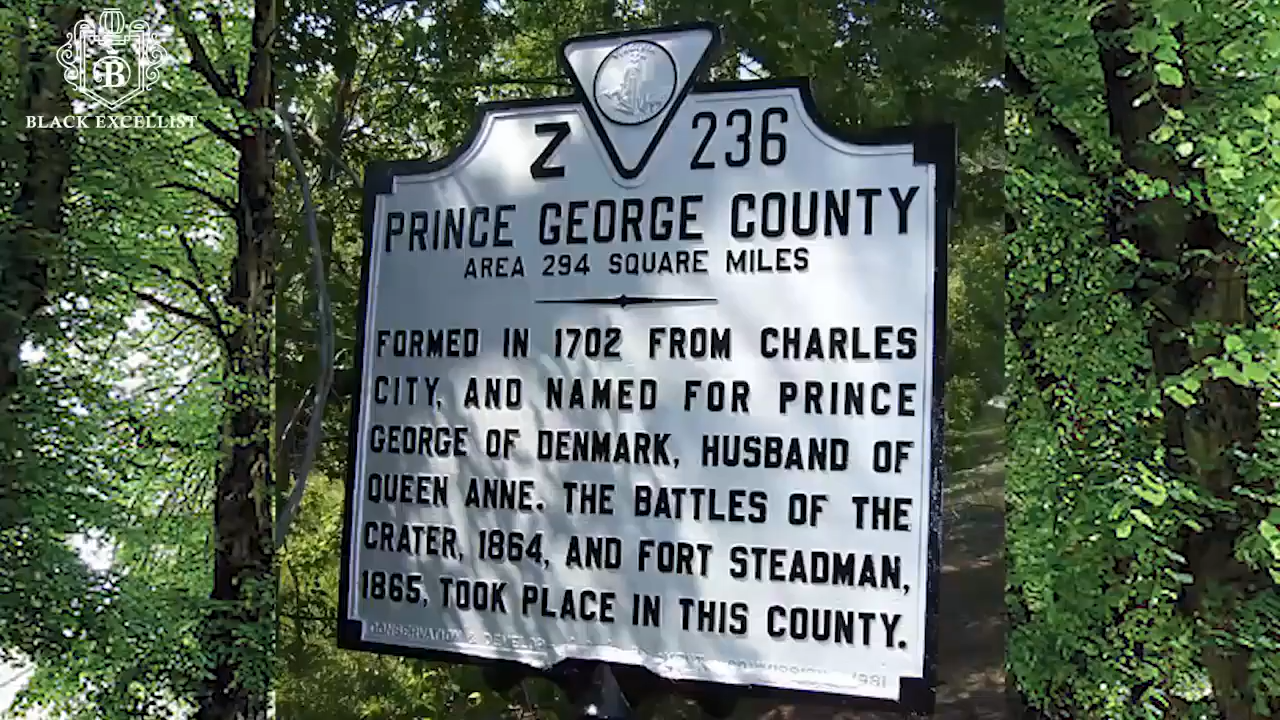 B
BLACK EXCELLIST
Z 236
PRINCE GEORGE COUNTY
AREA 294 SQUARE MILES
FORMED IN 1702 FROM CHARLES
CITY, AND NAMED FOR PRINCE
GEORGE OF DENMARK, HUSBAND OF
QUEEN ANNE. THE BATTLES OF THE
CRATER, 1864, AND FORT STEADMAN,
1865, TOOK PLACE IN THIS COUNTY.
CONSERVATION & 1981